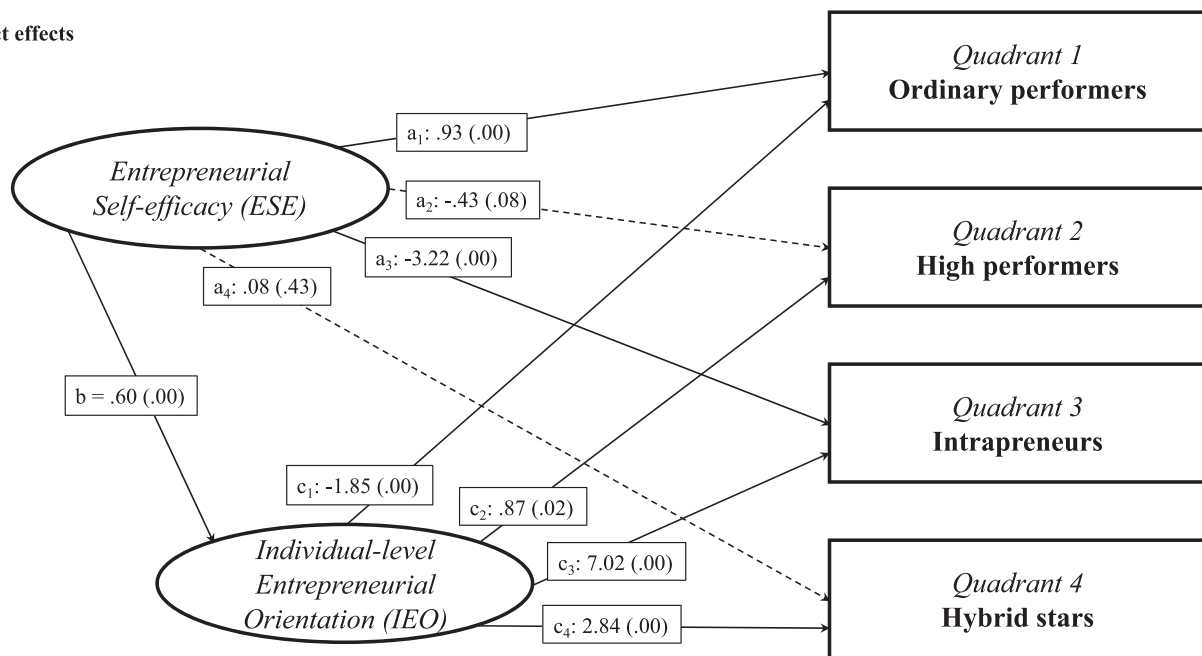 ct effects
Quadrant 1
Ordinary performers
a₁: .93 (.00)
Entrepreneurial
Self-efficacy (ESE)
a₂: -.43 (.08)
Quadrant 2
High performers
a₃: -3.22 (.00)
a₄: .08 (.43)
b = .60 (.00)
Quadrant 3
Intrapreneurs
c₁: -1.85 (.00)
c₂: .87 (.02)
Individual-level
Entrepreneurial
Orientation (IEO)
c₃: 7.02 (.00)
c₄: 2.84 (.00)
Quadrant 4
Hybrid stars